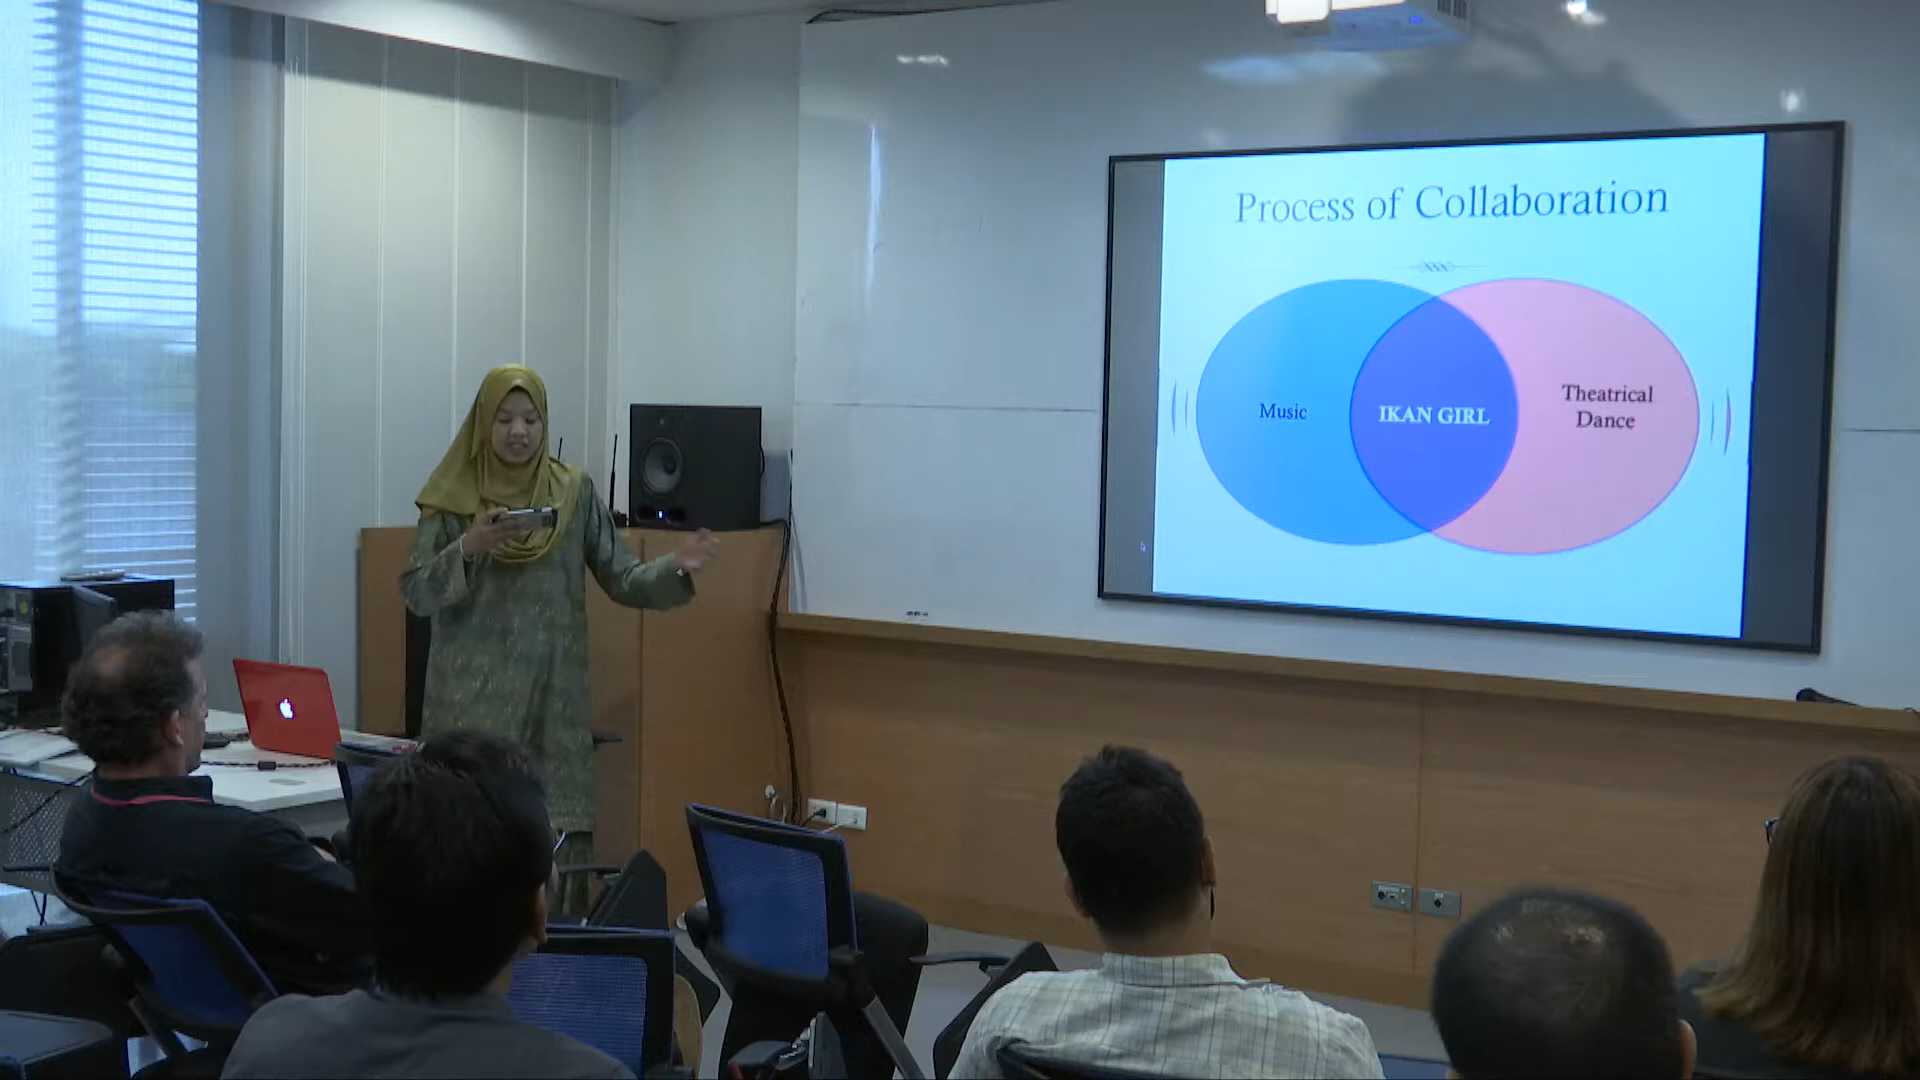 Process of Collaboration
Music
IKAN GIRL
Theatrical
Dance